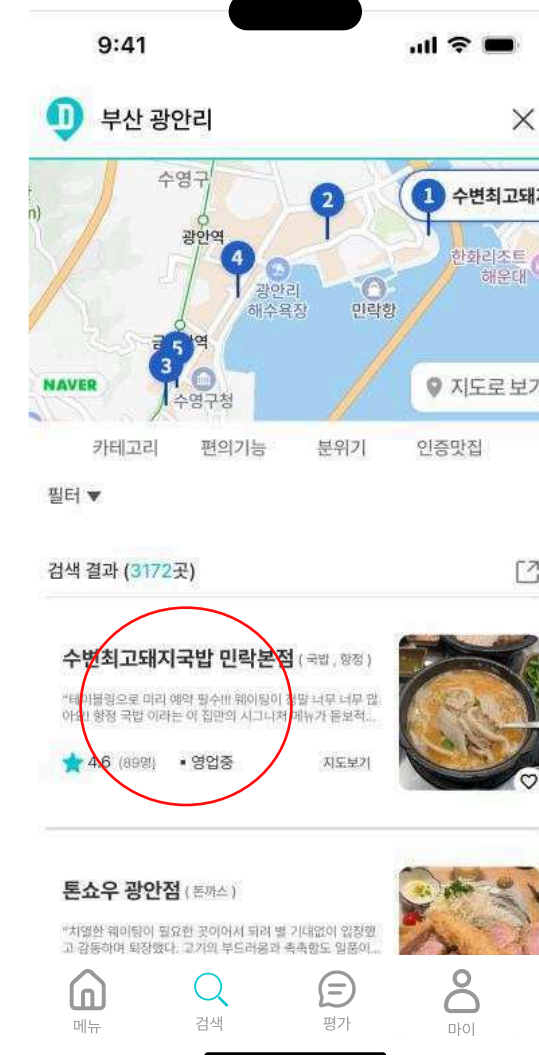 9:41
D 부산 광안리
수영구
2
1 수변최고돼지
광안역
4
한화리조트
해운대
광안리
해수욕장
민락항
5
3
NAVER
수영구청
지도로 보기
카테고리 편의기능 분위기 인증맛집
필터 ▼
검색 결과 (3172곳)
수변최고돼지국밥 민락본점 ( 국밥 , 항정 )
“테이블링으로 미리 예약 필수!!! 웨이팅이 정말 너무 너무 많
아요! 항정 국밥 이라는 이 집만의 시그니처 메뉴가 돋보적...
4.6 (89명) ▪ 영업중 지도보기
톤쇼우 광안점 ( 돈까스 )
“치열한 웨이팅이 필요한 곳이어서 되려 별 기대없이 입장했
고 감동하며 퇴장했다. 고기의 부드러움과 촉촉함도 일품이...
메뉴 검색 평가 마이